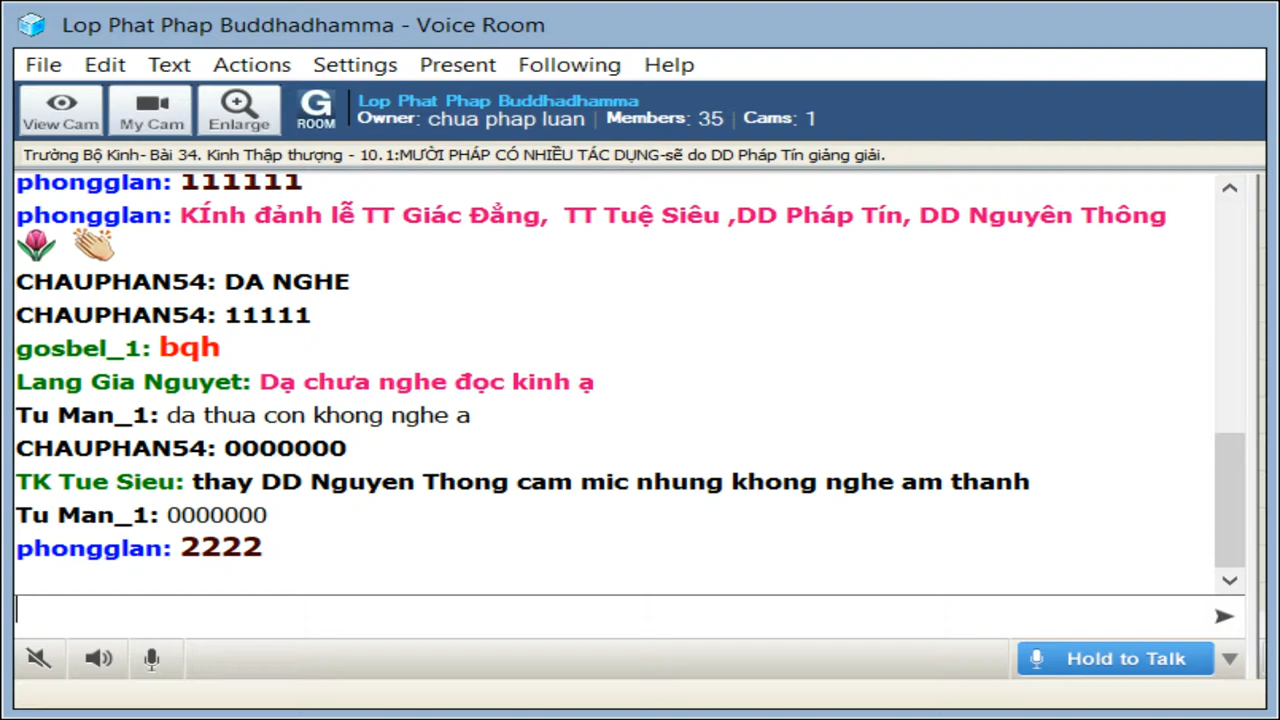 Lop Phat Phap Buddhadhamma - Voice Room
File Edit Text Actions Settings Present Following Help
View Cam My Cam Enlarge G ROOM
Lop Phat Phap Buddhadhamma
Owner: chua phap luan | Members: 35 | Cams: 1
Trường Bộ Kinh- Bài 34. Kinh Thập thượng - 10.1:MƯỜI PHÁP CÓ NHIỀU TÁC DỤNG-sẽ do DD Pháp Tín giảng giải.
phongglan: 111111
phongglan: KÍnh đảnh lễ TT Giác Đẳng, TT Tuệ Siêu ,DD Pháp Tín, DD Nguyên Thông
CHAUPHAN54: DA NGHE
CHAUPHAN54: 11111
gosbel_1: bqh
Lang Gia Nguyet: Dạ chưa nghe đọc kinh ạ
Tu Man_1: da thua con khong nghe a
CHAUPHAN54: 0000000
TK Tue Sieu: thay DD Nguyen Thong cam mic nhung khong nghe am thanh
Tu Man_1: 0000000
phongglan: 2222
Hold to Talk